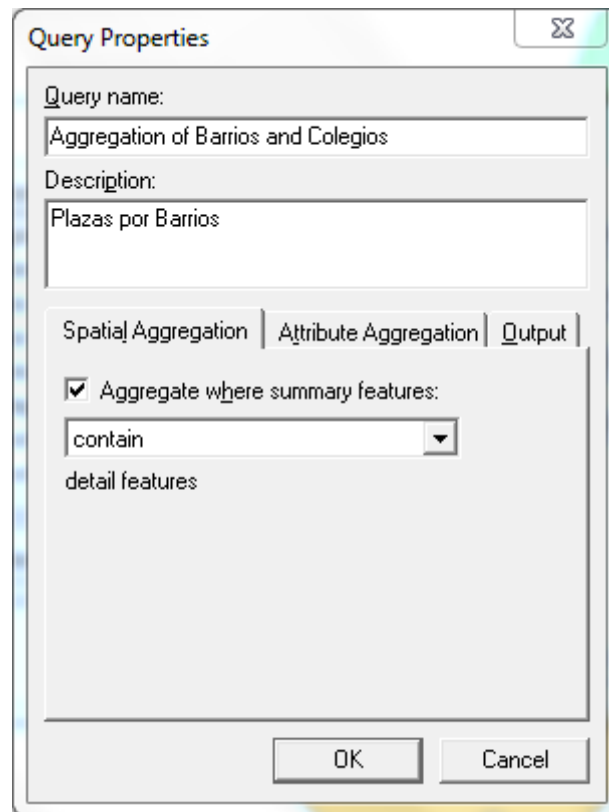 Query Properties
Query name:
Aggregation of Barrios and Colegios
Description:
Plazas por Barrios
Spatial Aggregation
Attribute Aggregation
Output
Aggregate where summary features:
contain
detail features
OK
Cancel